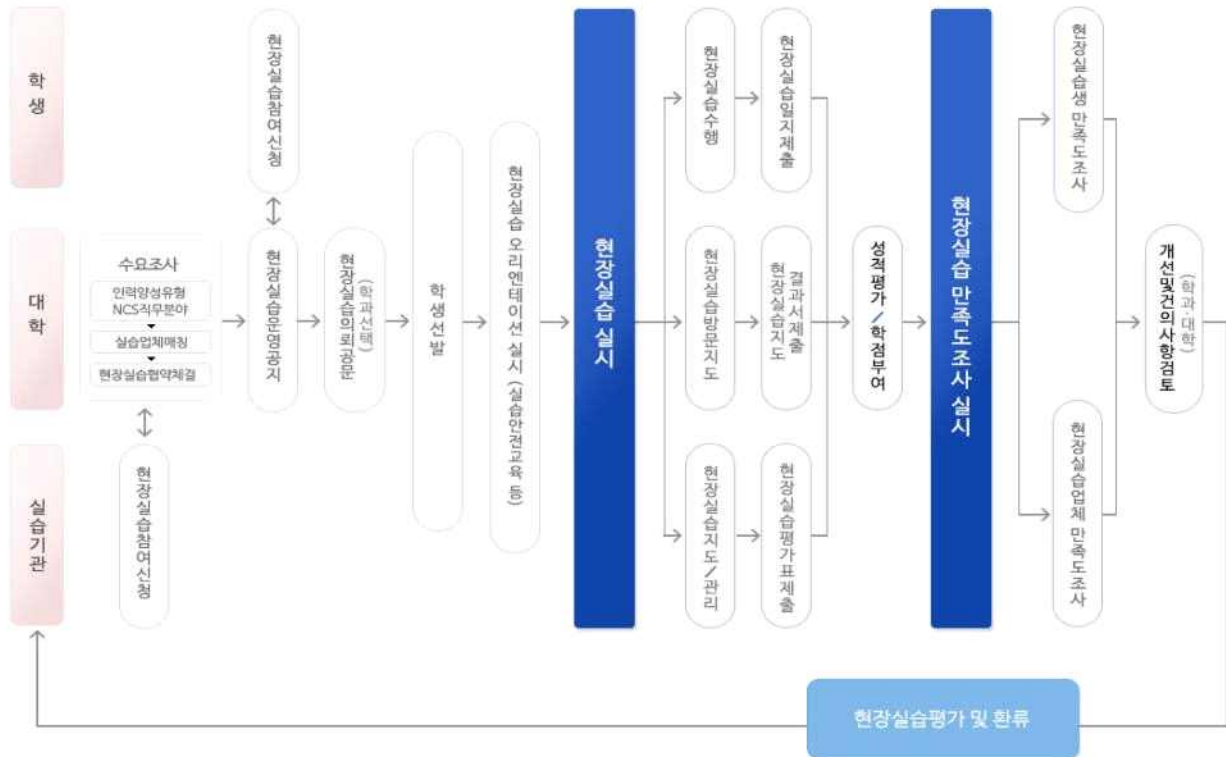 학생
대학
실습기관
수요조사
인력양성유형
NCS직무분야
실습업체매칭
현장실습협약체결
현장실습참여신청
현장실습참여신청
현장실습운영공지
현장실습의뢰공문
(학과선택)
학생선발
현장실습 오리엔테이션 실시 (실습안전교육 등)
현장실습 실시
현장실습수행
현장실습일지제출
현장실습방문지도
현장실습지도
결과서제출
현장실습지도/관리
현장실습평가표제출
성적평가 / 학점부여
현장실습 만족도조사 실시
현장실습생 만족도조사
현장실습업체 만족도조사
개선및건의사항검토
(학과·대학)
현장실습평가 및 환류